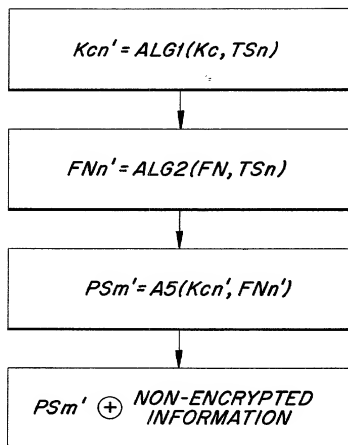 Kcn' = ALG1(Kc, TSn)
FNn' = ALG2(FN, TSn)
PSm' = A5(Kcn', FNn')
PSm' ⊕ NON-ENCRYPTED
INFORMATION